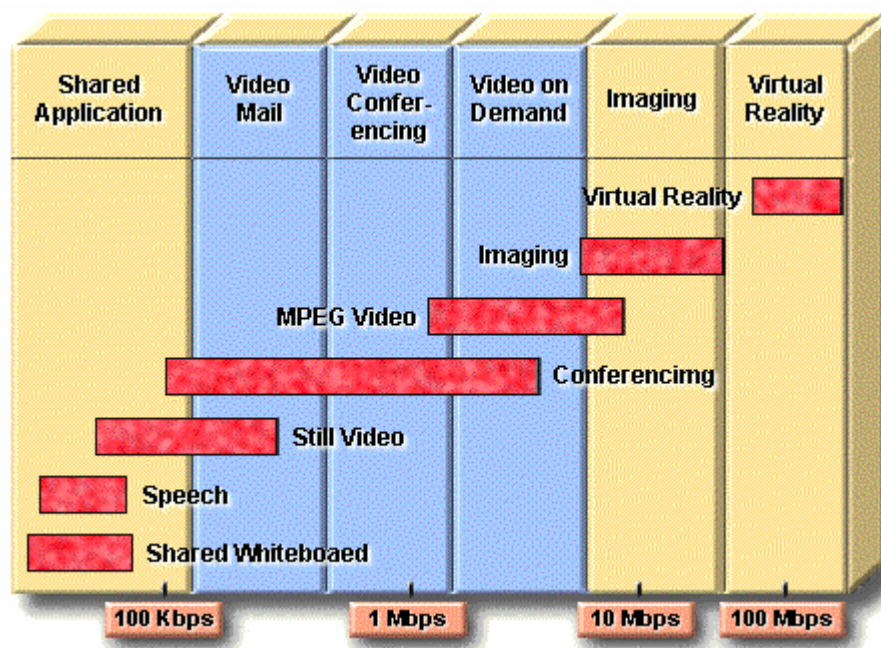 Shared
Application
Video
Mail
Video
Confer-
encing
Video on
Demand
Imaging
Virtual
Reality
Virtual Reality
Imaging
MPEG Video
Conferencimg
Still Video
Speech
Shared Whiteboaed
100 Kbps
1 Mbps
10 Mbps
100 Mbps